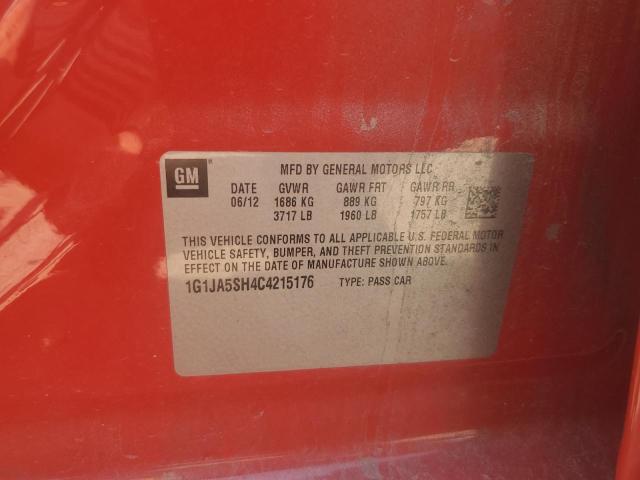 GM
MFD BY GENERAL MOTORS LLC
DATE GVWR GAWR FRT GAWR RR
06/12 1686 KG 889 KG 797 KG
3717 LB 1960 LB 1757 LB
THIS VEHICLE CONFORMS TO ALL APPLICABLE U.S. FEDERAL MOTOR
VEHICLE SAFETY, BUMPER, AND THEFT PREVENTION STANDARDS IN
EFFECT ON THE DATE OF MANUFACTURE SHOWN ABOVE.
1G1JA5SH4C4215176 TYPE: PASS CAR